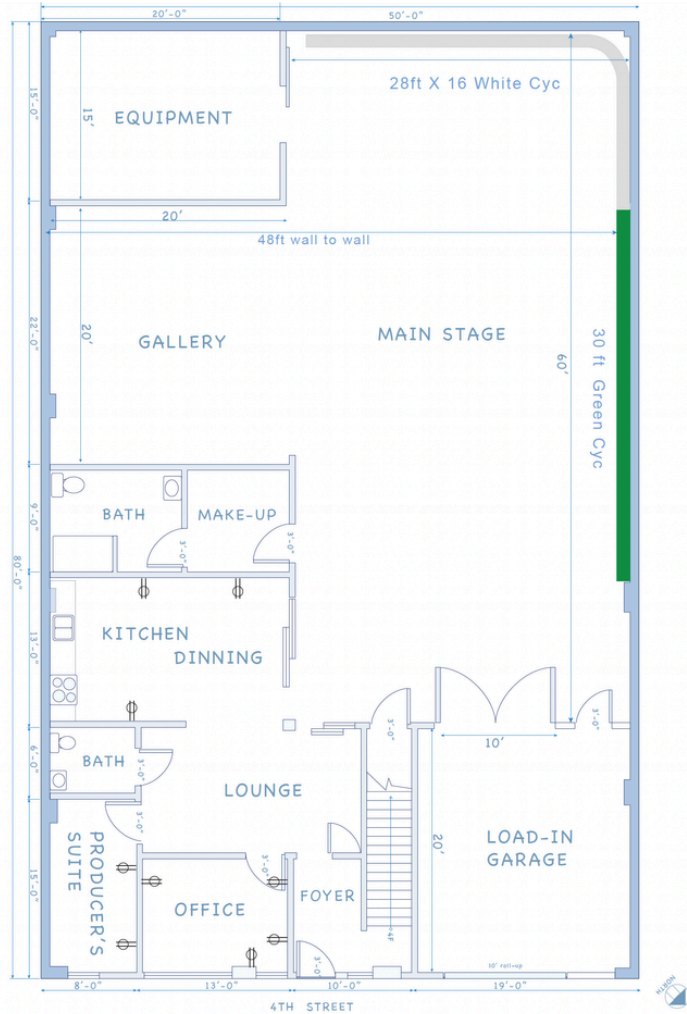 20'-0"
50'-0"
28ft X 16 White Cyc
15'-0"
15'
EQUIPMENT
20'
48ft wall to wall
22'-0"
20'
GALLERY
MAIN STAGE
60'
30 ft Green Cyc
80'-0"
9'-0"
BATH
MAKE-UP
3'-0"
3'-0"
13'-0"
KITCHEN
DINNING
3'-0"
3'-0"
10'
6'-0"
BATH
3'-0"
LOUNGE
3'-0"
20'
LOAD-IN
GARAGE
15'-0"
PRODUCER'S
SUITE
3'-0"
OFFICE
FOYER
3'-0"
10' roll-up
8'-0"
13'-0"
10'-0"
19'-0"
4TH STREET
NORTH